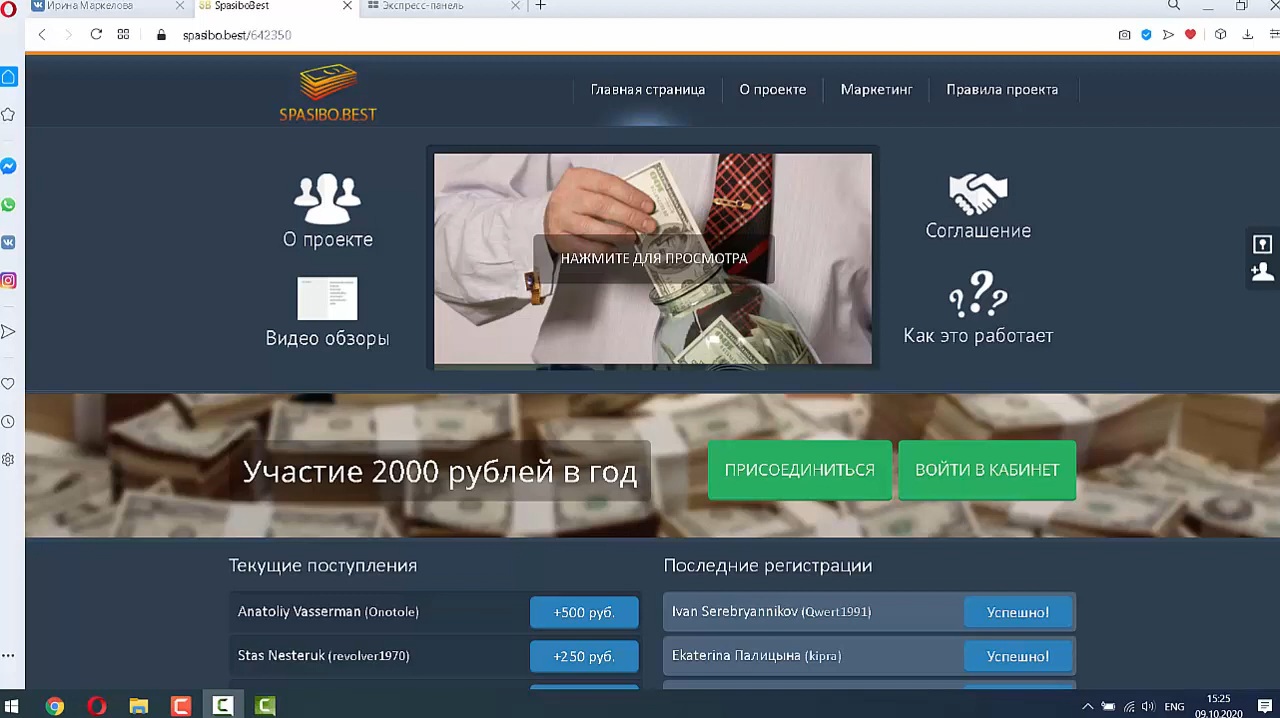 Ирина Маркелова
SpasiboBest
Экспресс-панель
spasibo.best/642350
SPASIBO.BEST
Главная страница
О проекте
Маркетинг
Правила проекта
О проекте
Видео обзоры
НАЖМИТЕ ДЛЯ ПРОСМОТРА
Соглашение
Как это работает
Участие 2000 рублей в год
ПРИСОЕДИНИТЬСЯ
ВОЙТИ В КАБИНЕТ
Текущие поступления
Anatoliy Vasserman (Onotole)
+500 руб.
Stas Nesteruk (revolver1970)
+250 руб.
Последние регистрации
Ivan Serebryannikov (Qwert1991)
Успешно!
Ekaterina Палицына (kipra)
Успешно!
ENG
15:25
09.10.2020